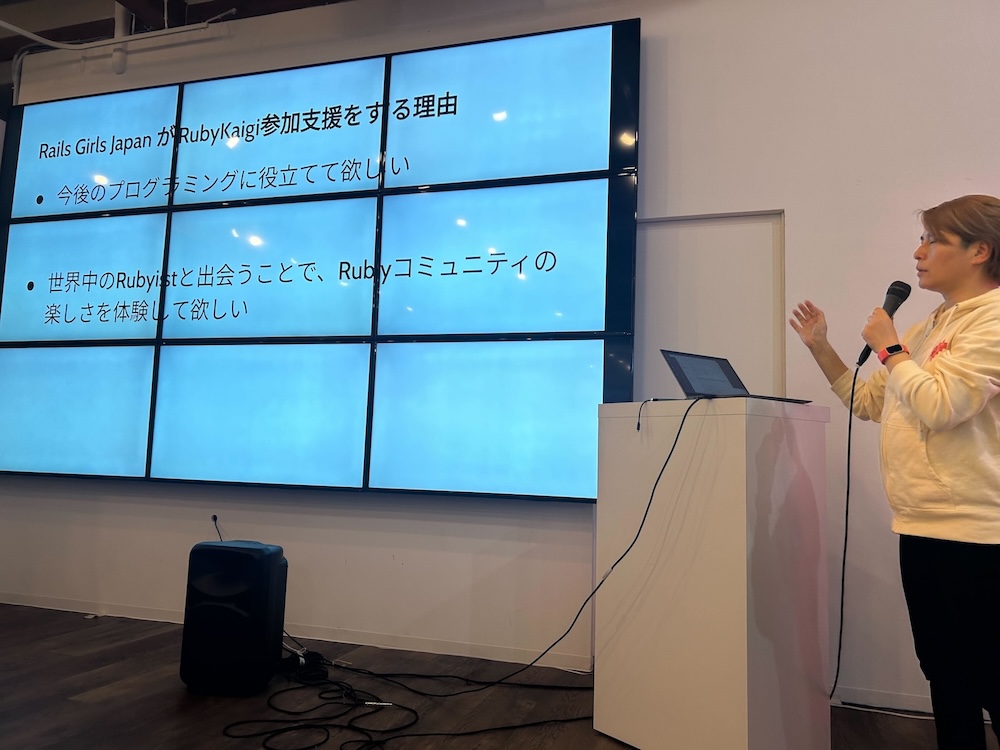 Rails Girls Japan がRubyKaigi参加支援をする理由
● 今後のプログラミングに役立てて欲しい
● 世界中のRubyistと出会うことで、Rubyコミュニティの
楽しさを体験して欲しい